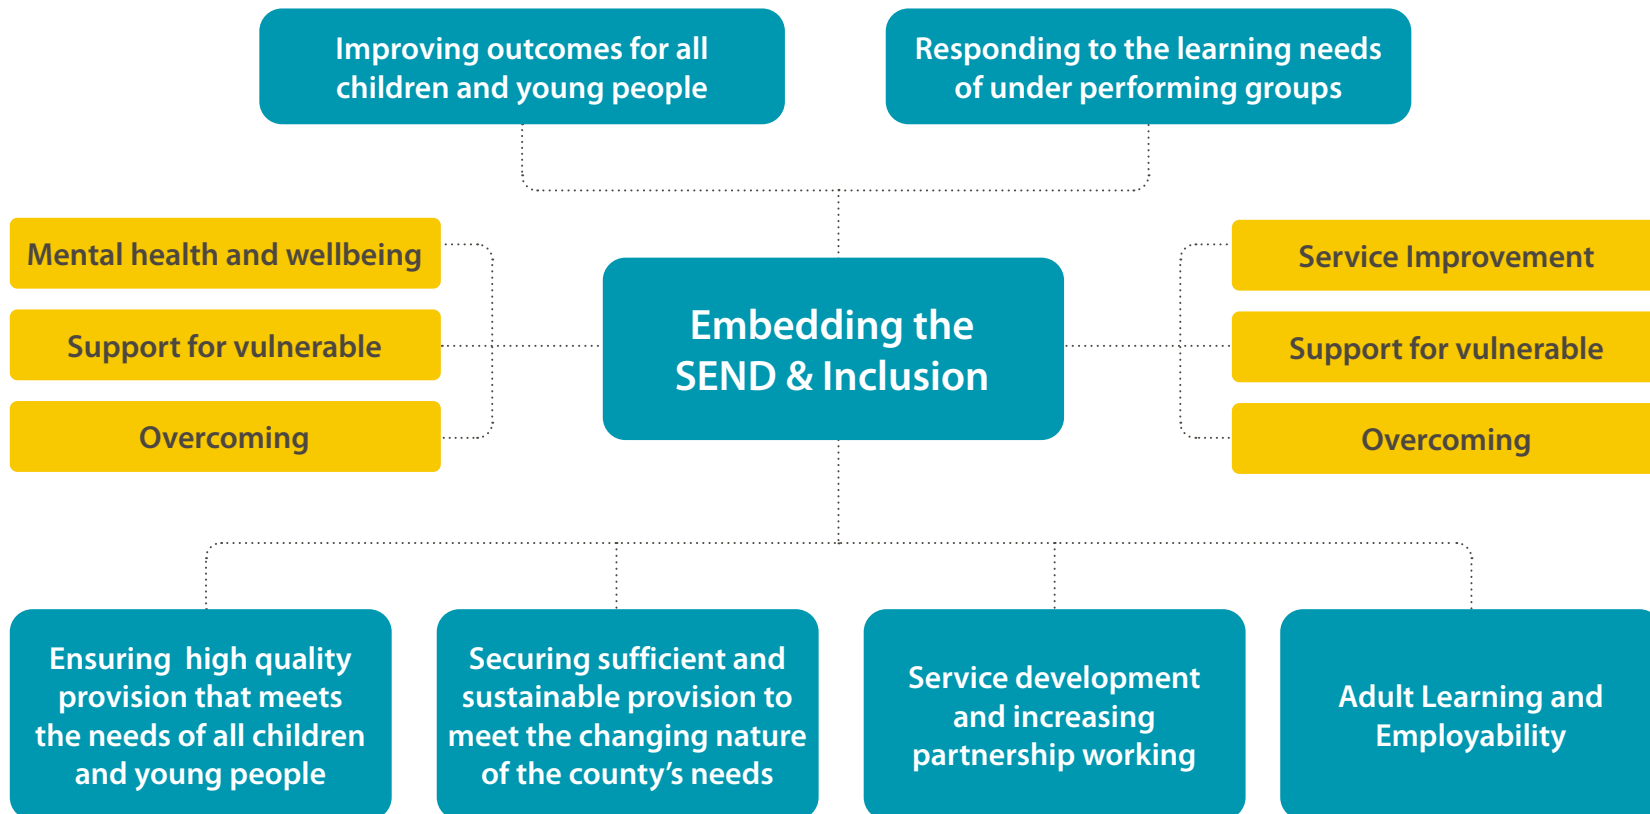 Improving outcomes for all
children and young people
Responding to the learning needs
of under performing groups
Mental health and wellbeing
Support for vulnerable
Overcoming
Embedding the
SEND & Inclusion
Service Improvement
Support for vulnerable
Overcoming
Ensuring  high quality
provision that meets
the needs of all children
and young people
Securing sufficient and
sustainable provision to
meet the changing nature
of the county’s needs
Service development
and increasing
partnership working
Adult Learning and
Employability